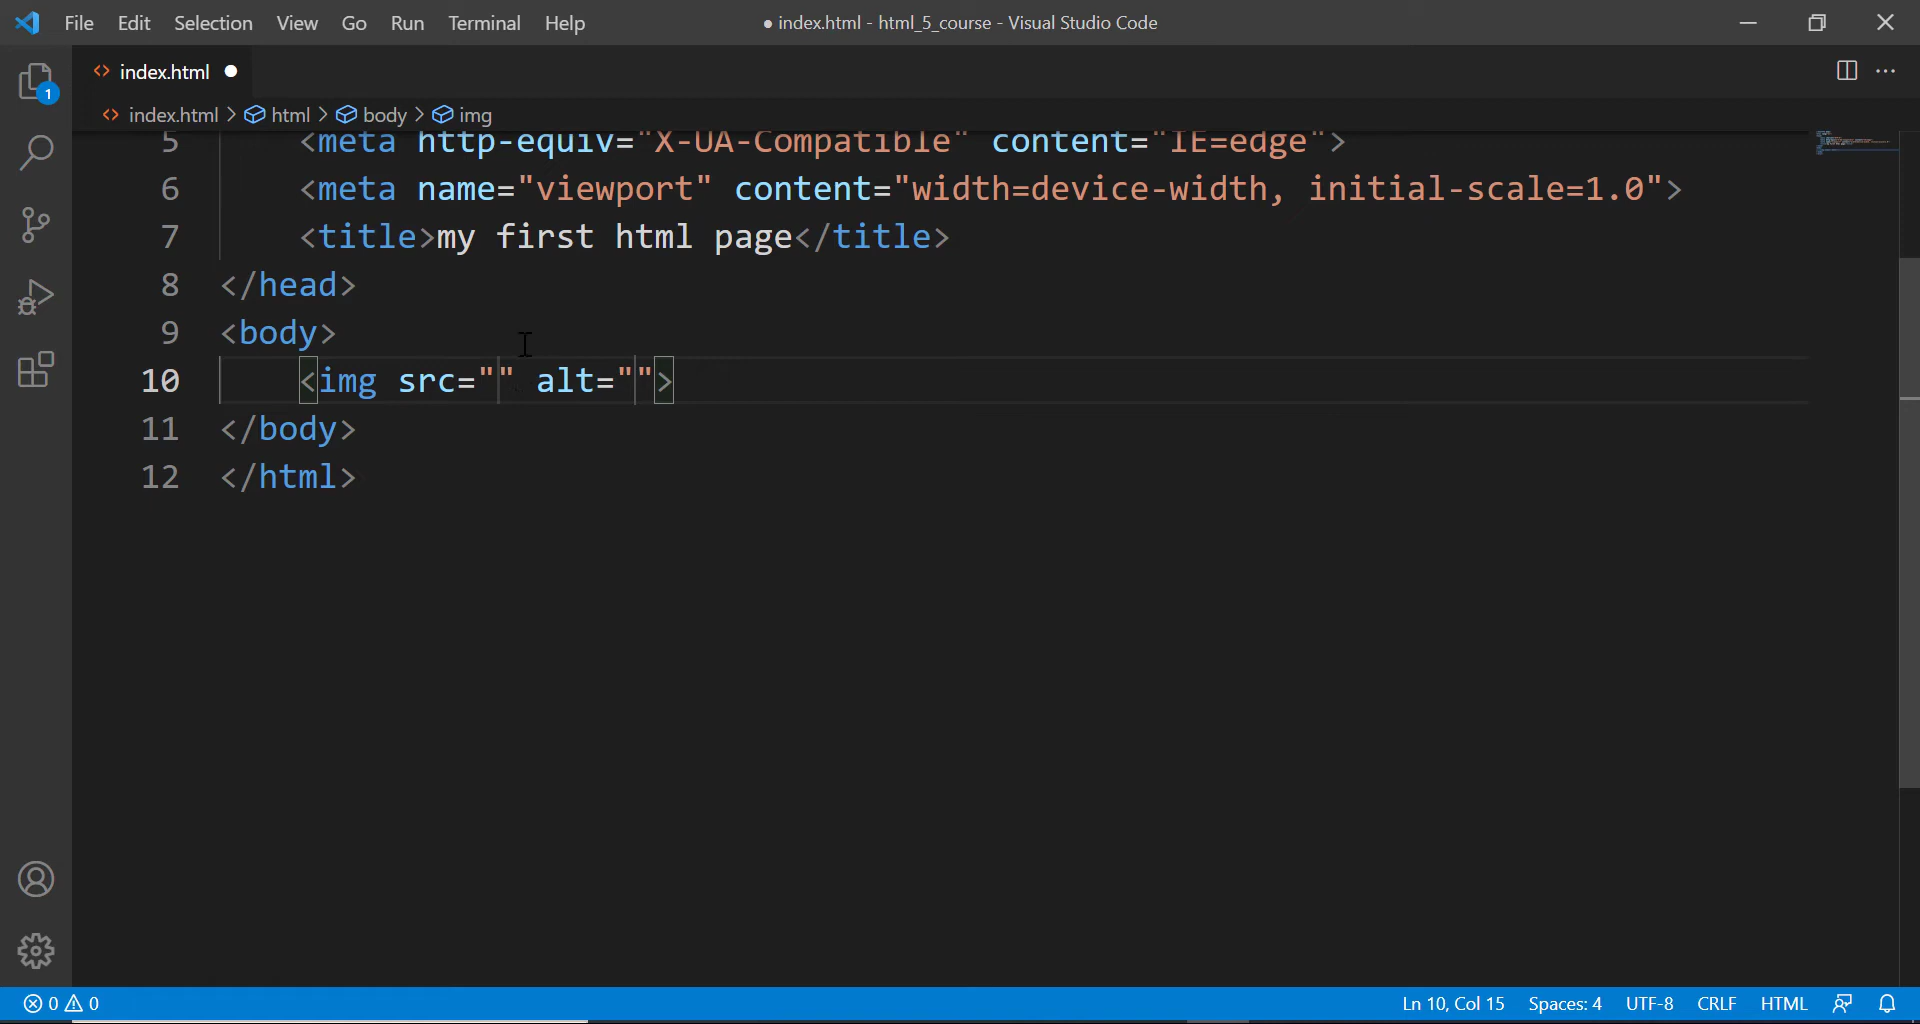 File Edit Selection View Go Run Terminal Help ● index.html - html_5_course - Visual Studio Code
index.html
1
index.html > html > body > img
5 <meta http-equiv="X-UA-Compatible" content="IE=edge">
6 <meta name="viewport" content="width=device-width, initial-scale=1.0">
7 <title>my first html page</title>
8 </head>
9 <body>
10 <img src="" alt="">
11 </body>
12 </html>
0 0 Ln 10, Col 15 Spaces: 4 UTF-8 CRLF HTML